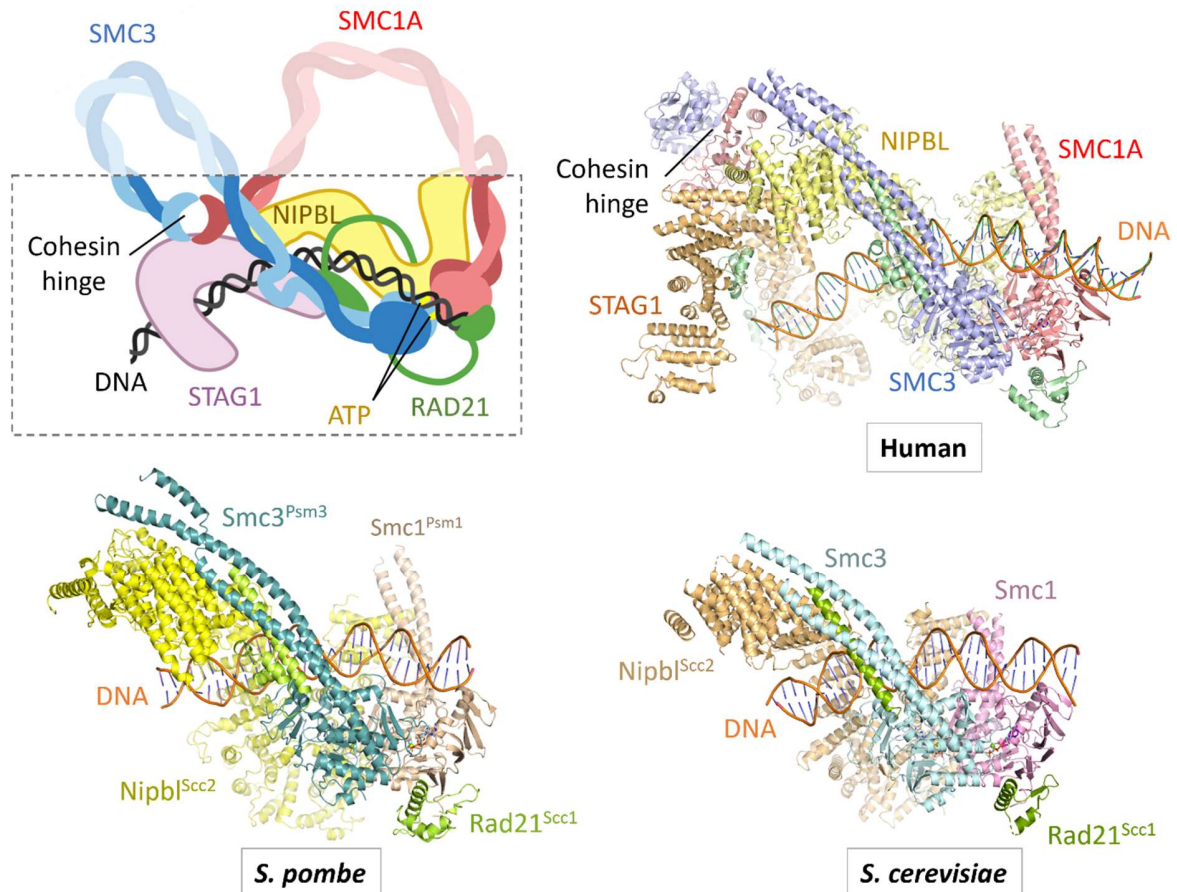 SMC3
SMC1A
NIPBL
Cohesin
hinge
DNA
STAG1
ATP
RAD21
NIPBL
SMC1A
Cohesin
hinge
DNA
STAG1
SMC3
Human
Smc3Psm3
Smc1Psm1
DNA
NipblScc2
Rad21Scc1
S. pombe
Smc3
Smc1
NipblScc2
DNA
Rad21Scc1
S. cerevisiae